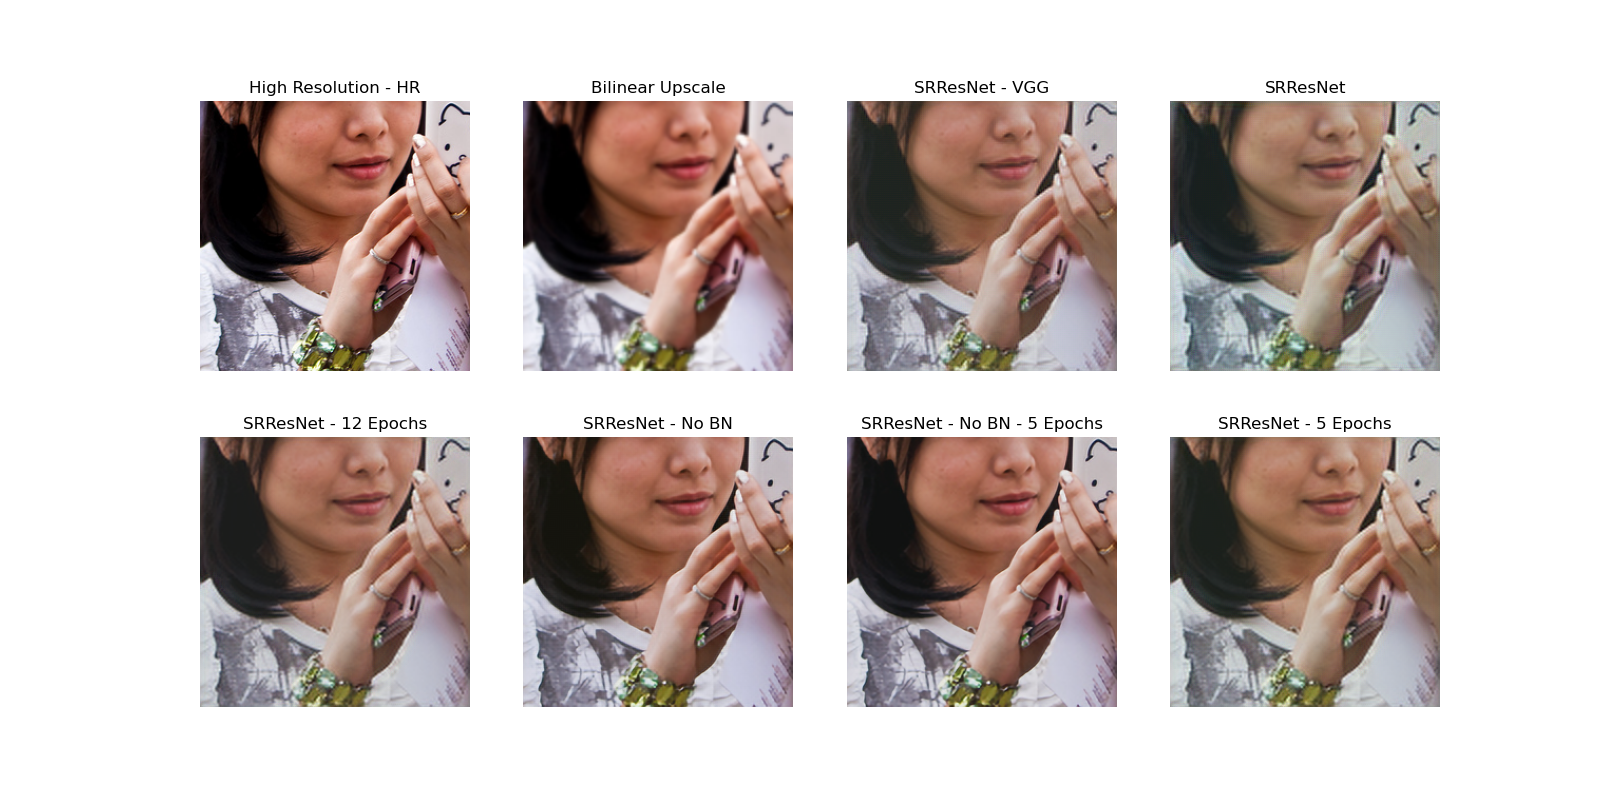 High Resolution - HR
Bilinear Upscale
SRResNet - VGG
SRResNet
SRResNet - 12 Epochs
SRResNet - No BN
SRResNet - No BN - 5 Epochs
SRResNet - 5 Epochs